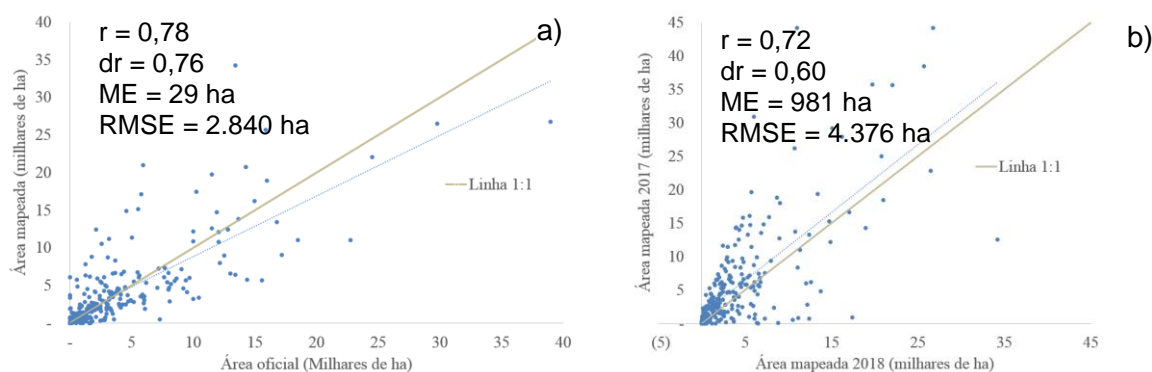 a)
r = 0,78
dr = 0,76
ME = 29 ha
RMSE = 2.840 ha
Área mapeada (milhares de ha)
40
35
30
25
20
15
10
5
-
Linha 1:1
- 5 10 15 20 25 30 35 40
Área oficial (Milhares de ha)
b)
r = 0,72
dr = 0,60
ME = 981 ha
RMSE = 4.376 ha
Área mapeada 2017 (milhares de ha)
45
40
35
30
25
20
15
10
5
-
Linha 1:1
(5) - 5 15 25 35 45
Área mapeada 2018 (milhares de ha)